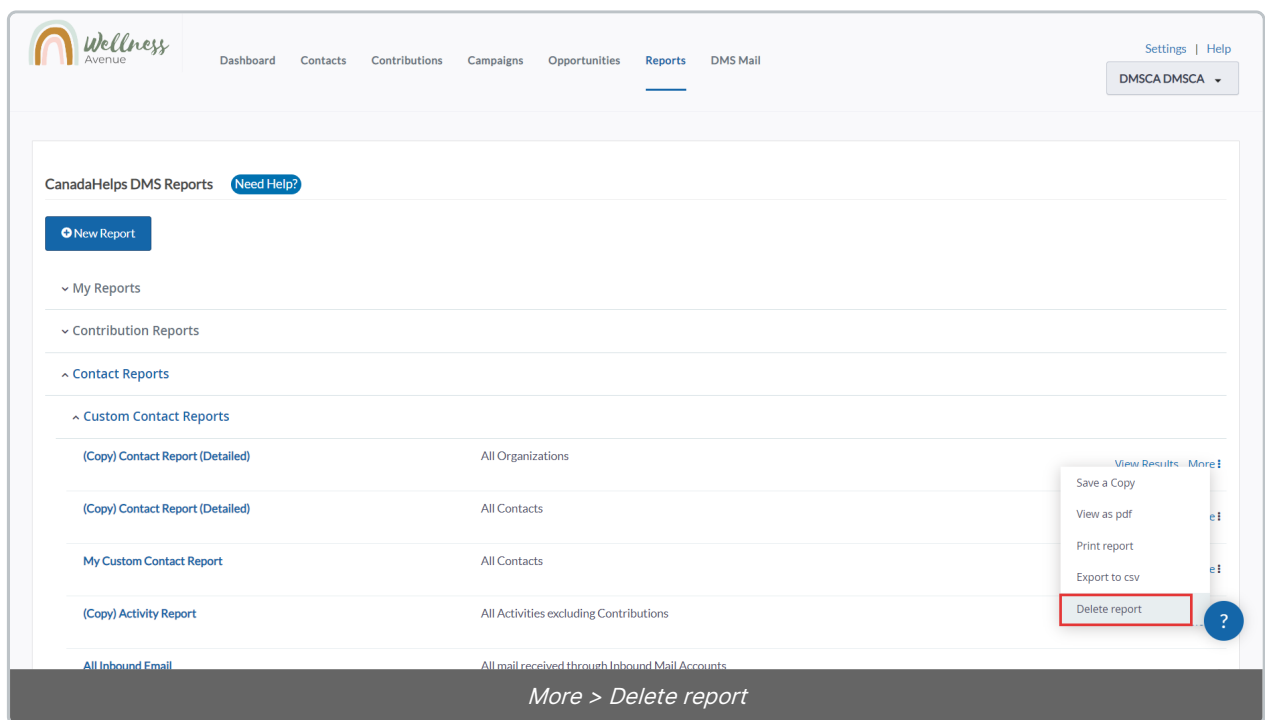 Wellness
Avenue
Dashboard Contacts Contributions Campaigns Opportunities Reports DMS Mail
Settings | Help
DMSCA DMSCA
CanadaHelps DMS Reports Need Help?
New Report
My Reports
Contribution Reports
Contact Reports
Custom Contact Reports
(Copy) Contact Report (Detailed) All Organizations View Results More
Save a Copy
(Copy) Contact Report (Detailed) All Contacts e
View as pdf
Print report
My Custom Contact Report All Contacts e
Export to csv
(Copy) Activity Report All Activities excluding Contributions
Delete report
?
All Inbound Email All mail received through Inbound Mail Accounts
More > Delete report